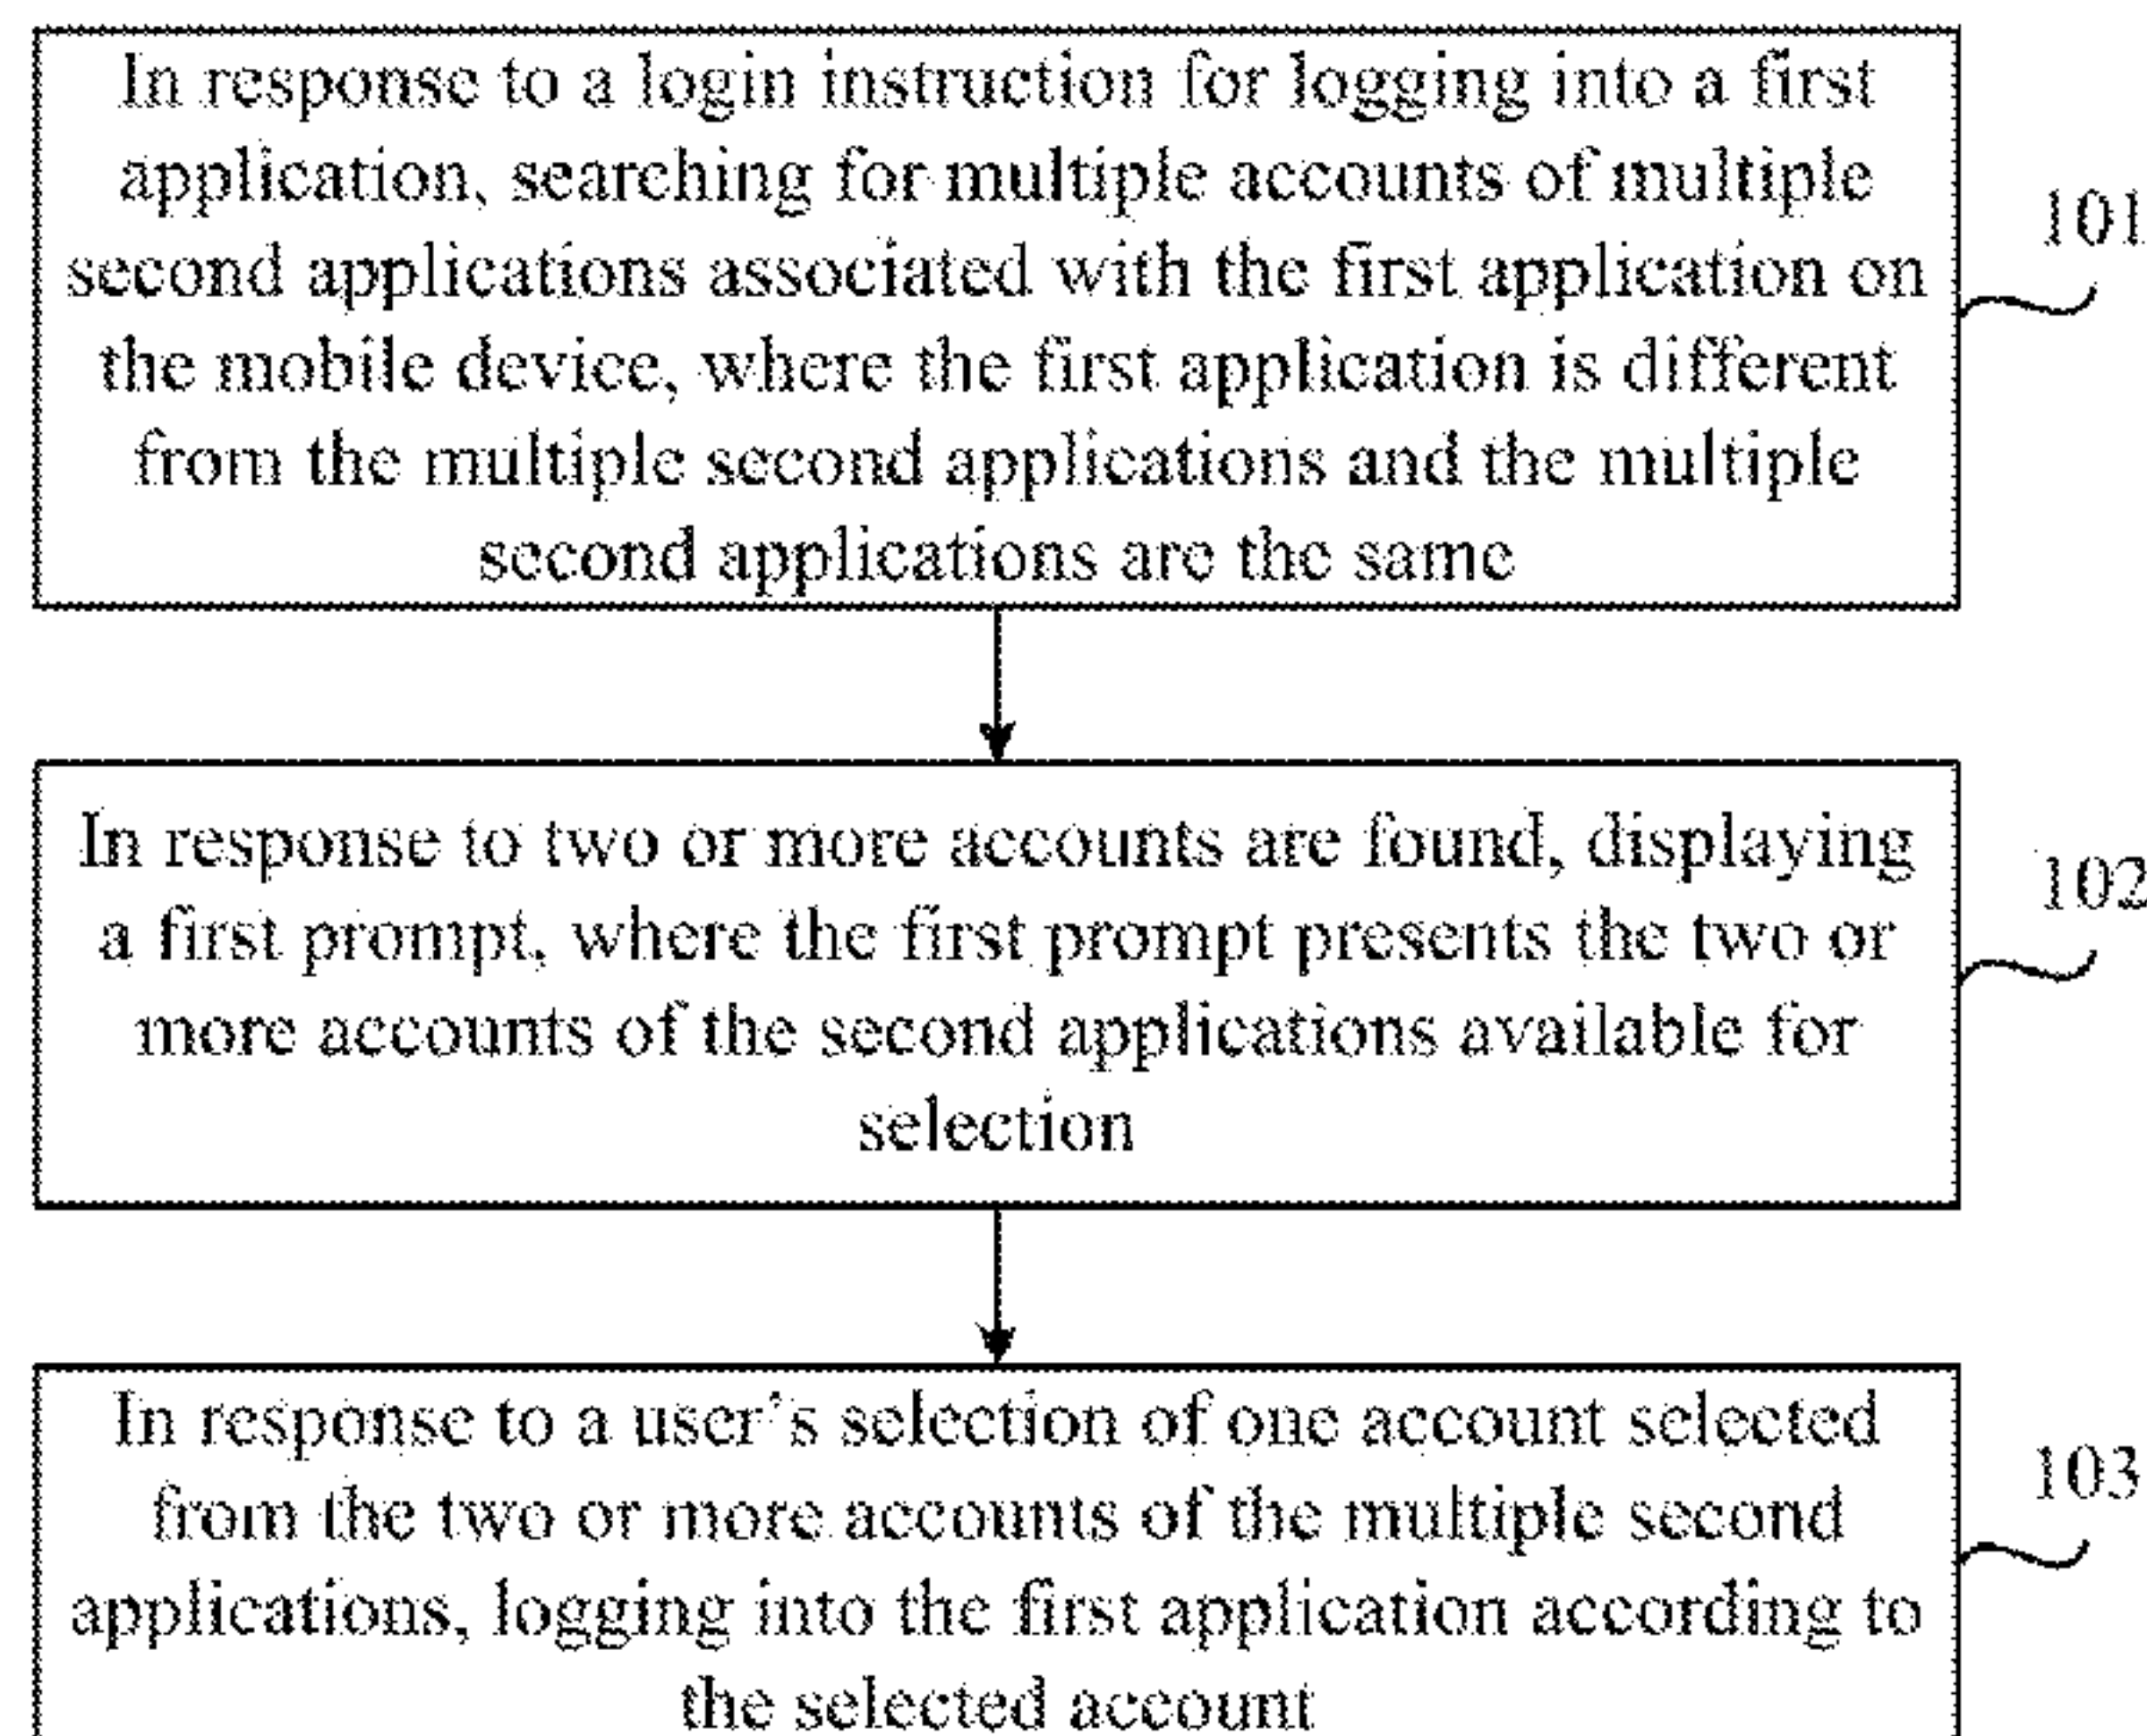 In response to a login instruction for logging into a first
application, searching for multiple accounts of multiple
second applications associated with the first application on
the mobile device, where the first application is different
from the multiple second applications and the multiple
second applications are the same
101
In response to two or more accounts are found, displaying
a first prompt, where the first prompt presents the two or
more accounts of the second applications available for
selection
102
In response to a user's selection of one account selected
from the two or more accounts of the multiple second
applications, logging into the first application according to
the selected account
103